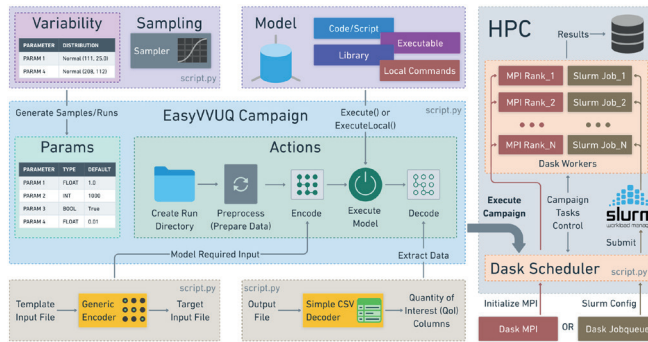 Variability
PARAMETER DISTRIBUTION
PARAM 1 Normal (111, 25.0)
PARAM 4 Normal (208, 112)
Sampling
Sampler
script.py
Model
Code/Script
Executable
Library
Local Commands
script.py
HPC
Results
MPI Rank_1 Slurm Job_1
MPI Rank_2 Slurm Job_2
MPI Rank_N Slurm Job_N
Dask Workers
Generate Samples/Runs
EasyVVUQ Campaign
script.py
Execute() or
ExecuteLocal()
Params
PARAMETER TYPE DEFAULT
PARAM 1 FLOAT 1.0
PARAM 2 INT 1000
PARAM 3 BOOL True
PARAM 4 FLOAT 0.01
Actions
Create Run
Directory
Preprocess
(Prepare Data)
Encode
Execute
Model
Decode
Execute
Campaign
Campaign
Tasks
Control
slurm
workload manager
Submit
Model Required Input
Extract Data
Dask Scheduler
script.py
script.py
Template
Input File
Generic
Encoder
Target
Input File
script.py
Output
File
Simple CSV
Decoder
Quantity of
Interest (QoI)
Columns
Initialize MPI
Slurm Config
Dask MPI OR Dask Jobqueue